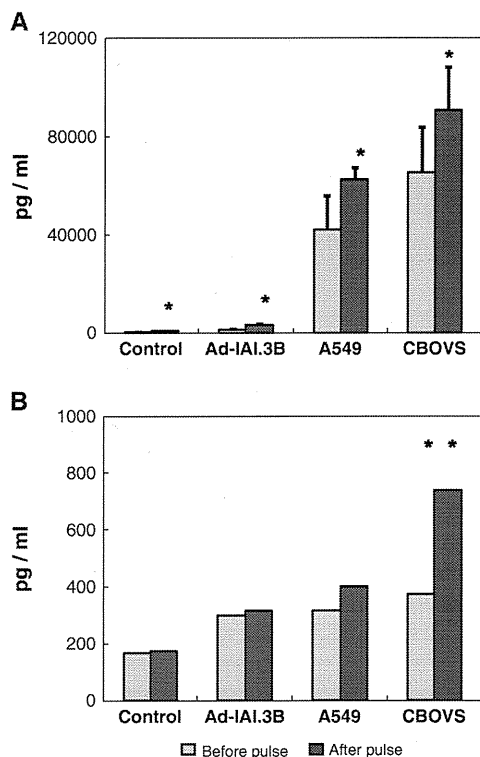 A
120000
80000
40000
0
pg / ml
* * * *
Control Ad-IAI.3B A549 CBOVS
B
1000
800
600
400
200
0
pg / ml
* *
Control Ad-IAI.3B A549 CBOVS
Before pulse After pulse